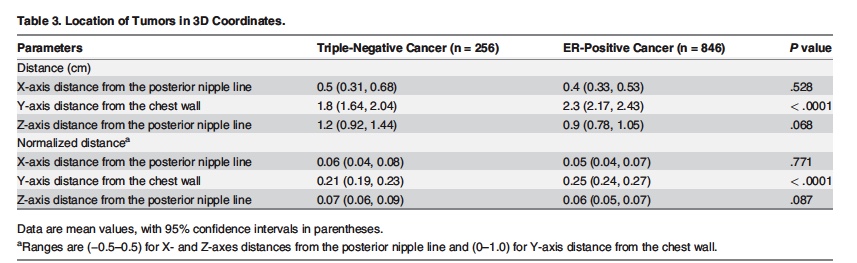 Table 3. Location of Tumors in 3D Coordinates.
Parameters Triple-Negative Cancer (n = 256) ER-Positive Cancer (n = 846) P value
Distance (cm)
X-axis distance from the posterior nipple line 0.5 (0.31, 0.68) 0.4 (0.33, 0.53) .528
Y-axis distance from the chest wall 1.8 (1.64, 2.04) 2.3 (2.17, 2.43) < .0001
Z-axis distance from the posterior nipple line 1.2 (0.92, 1.44) 0.9 (0.78, 1.05) .068
Normalized distanceᵃ
X-axis distance from the posterior nipple line 0.06 (0.04, 0.08) 0.05 (0.04, 0.07) .771
Y-axis distance from the chest wall 0.21 (0.19, 0.23) 0.25 (0.24, 0.27) < .0001
Z-axis distance from the posterior nipple line 0.07 (0.06, 0.09) 0.06 (0.05, 0.07) .087
Data are mean values, with 95% confidence intervals in parentheses.
ᵃRanges are (−0.5–0.5) for X- and Z-axes distances from the posterior nipple line and (0–1.0) for Y-axis distance from the chest wall.